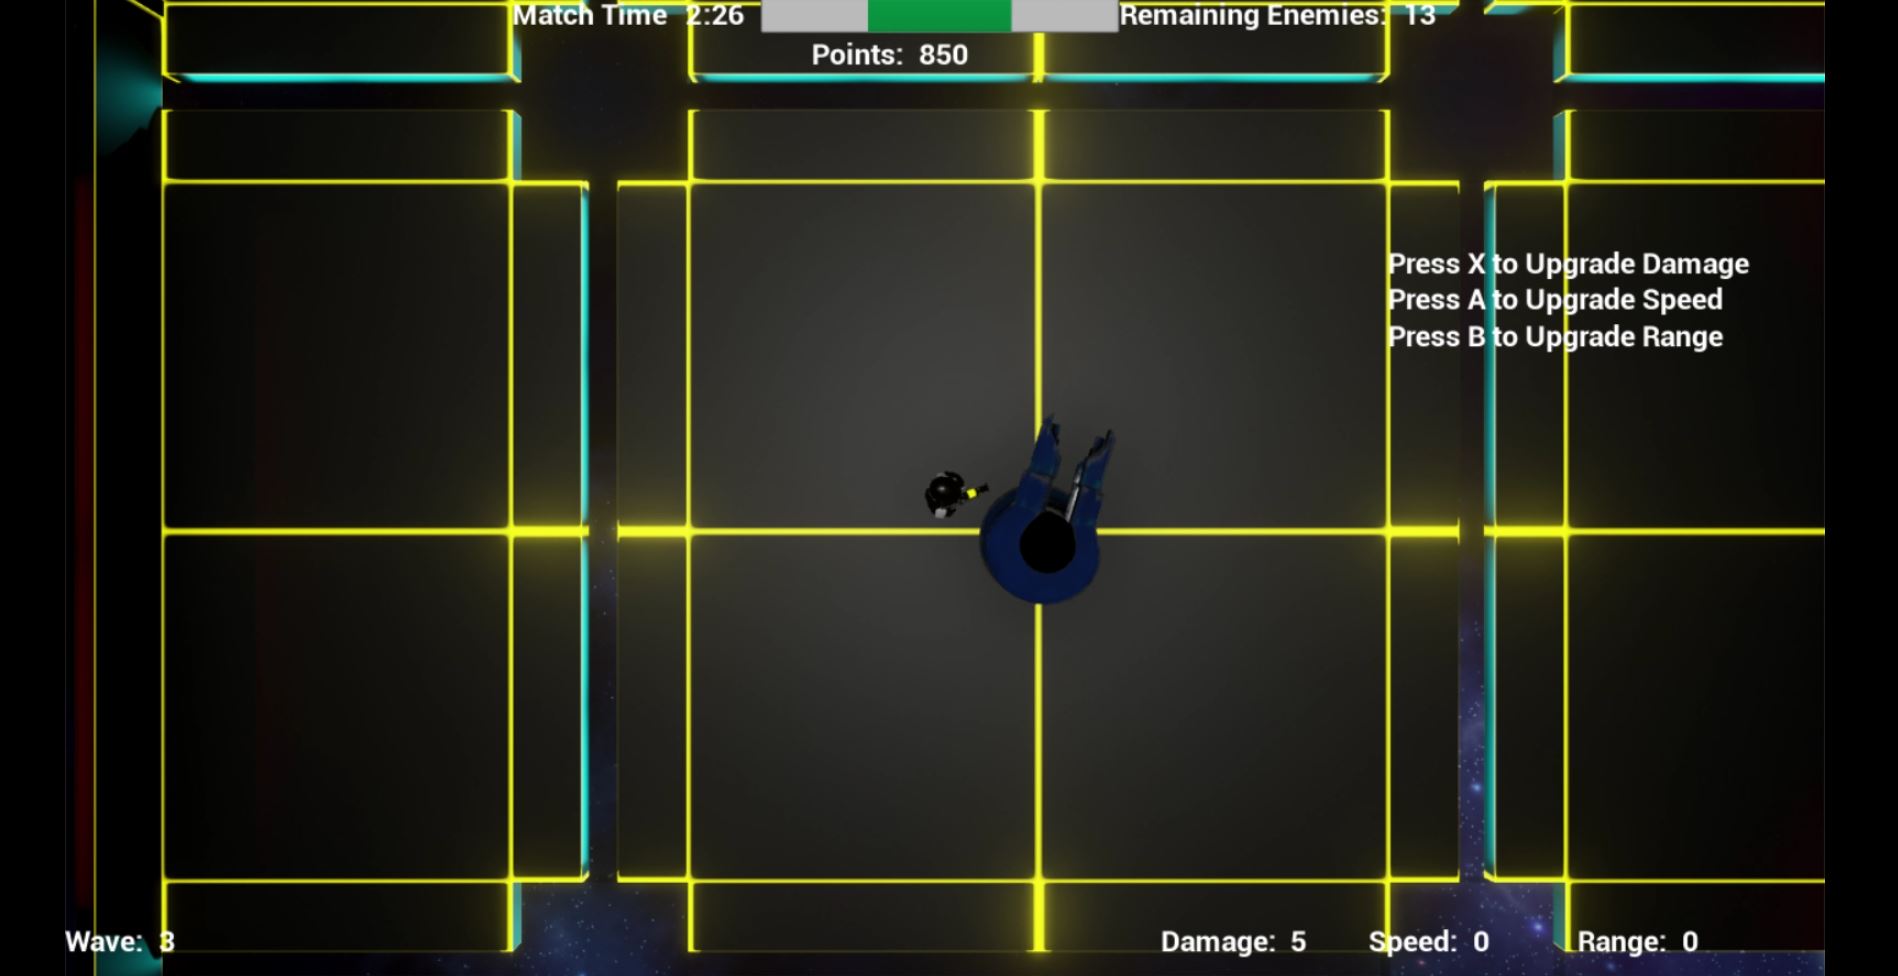 Match Time 2:26
Remaining Enemies: 13
Points: 850
Press X to Upgrade Damage
Press A to Upgrade Speed
Press B to Upgrade Range
Wave: 3
Damage: 5
Speed: 0
Range: 0